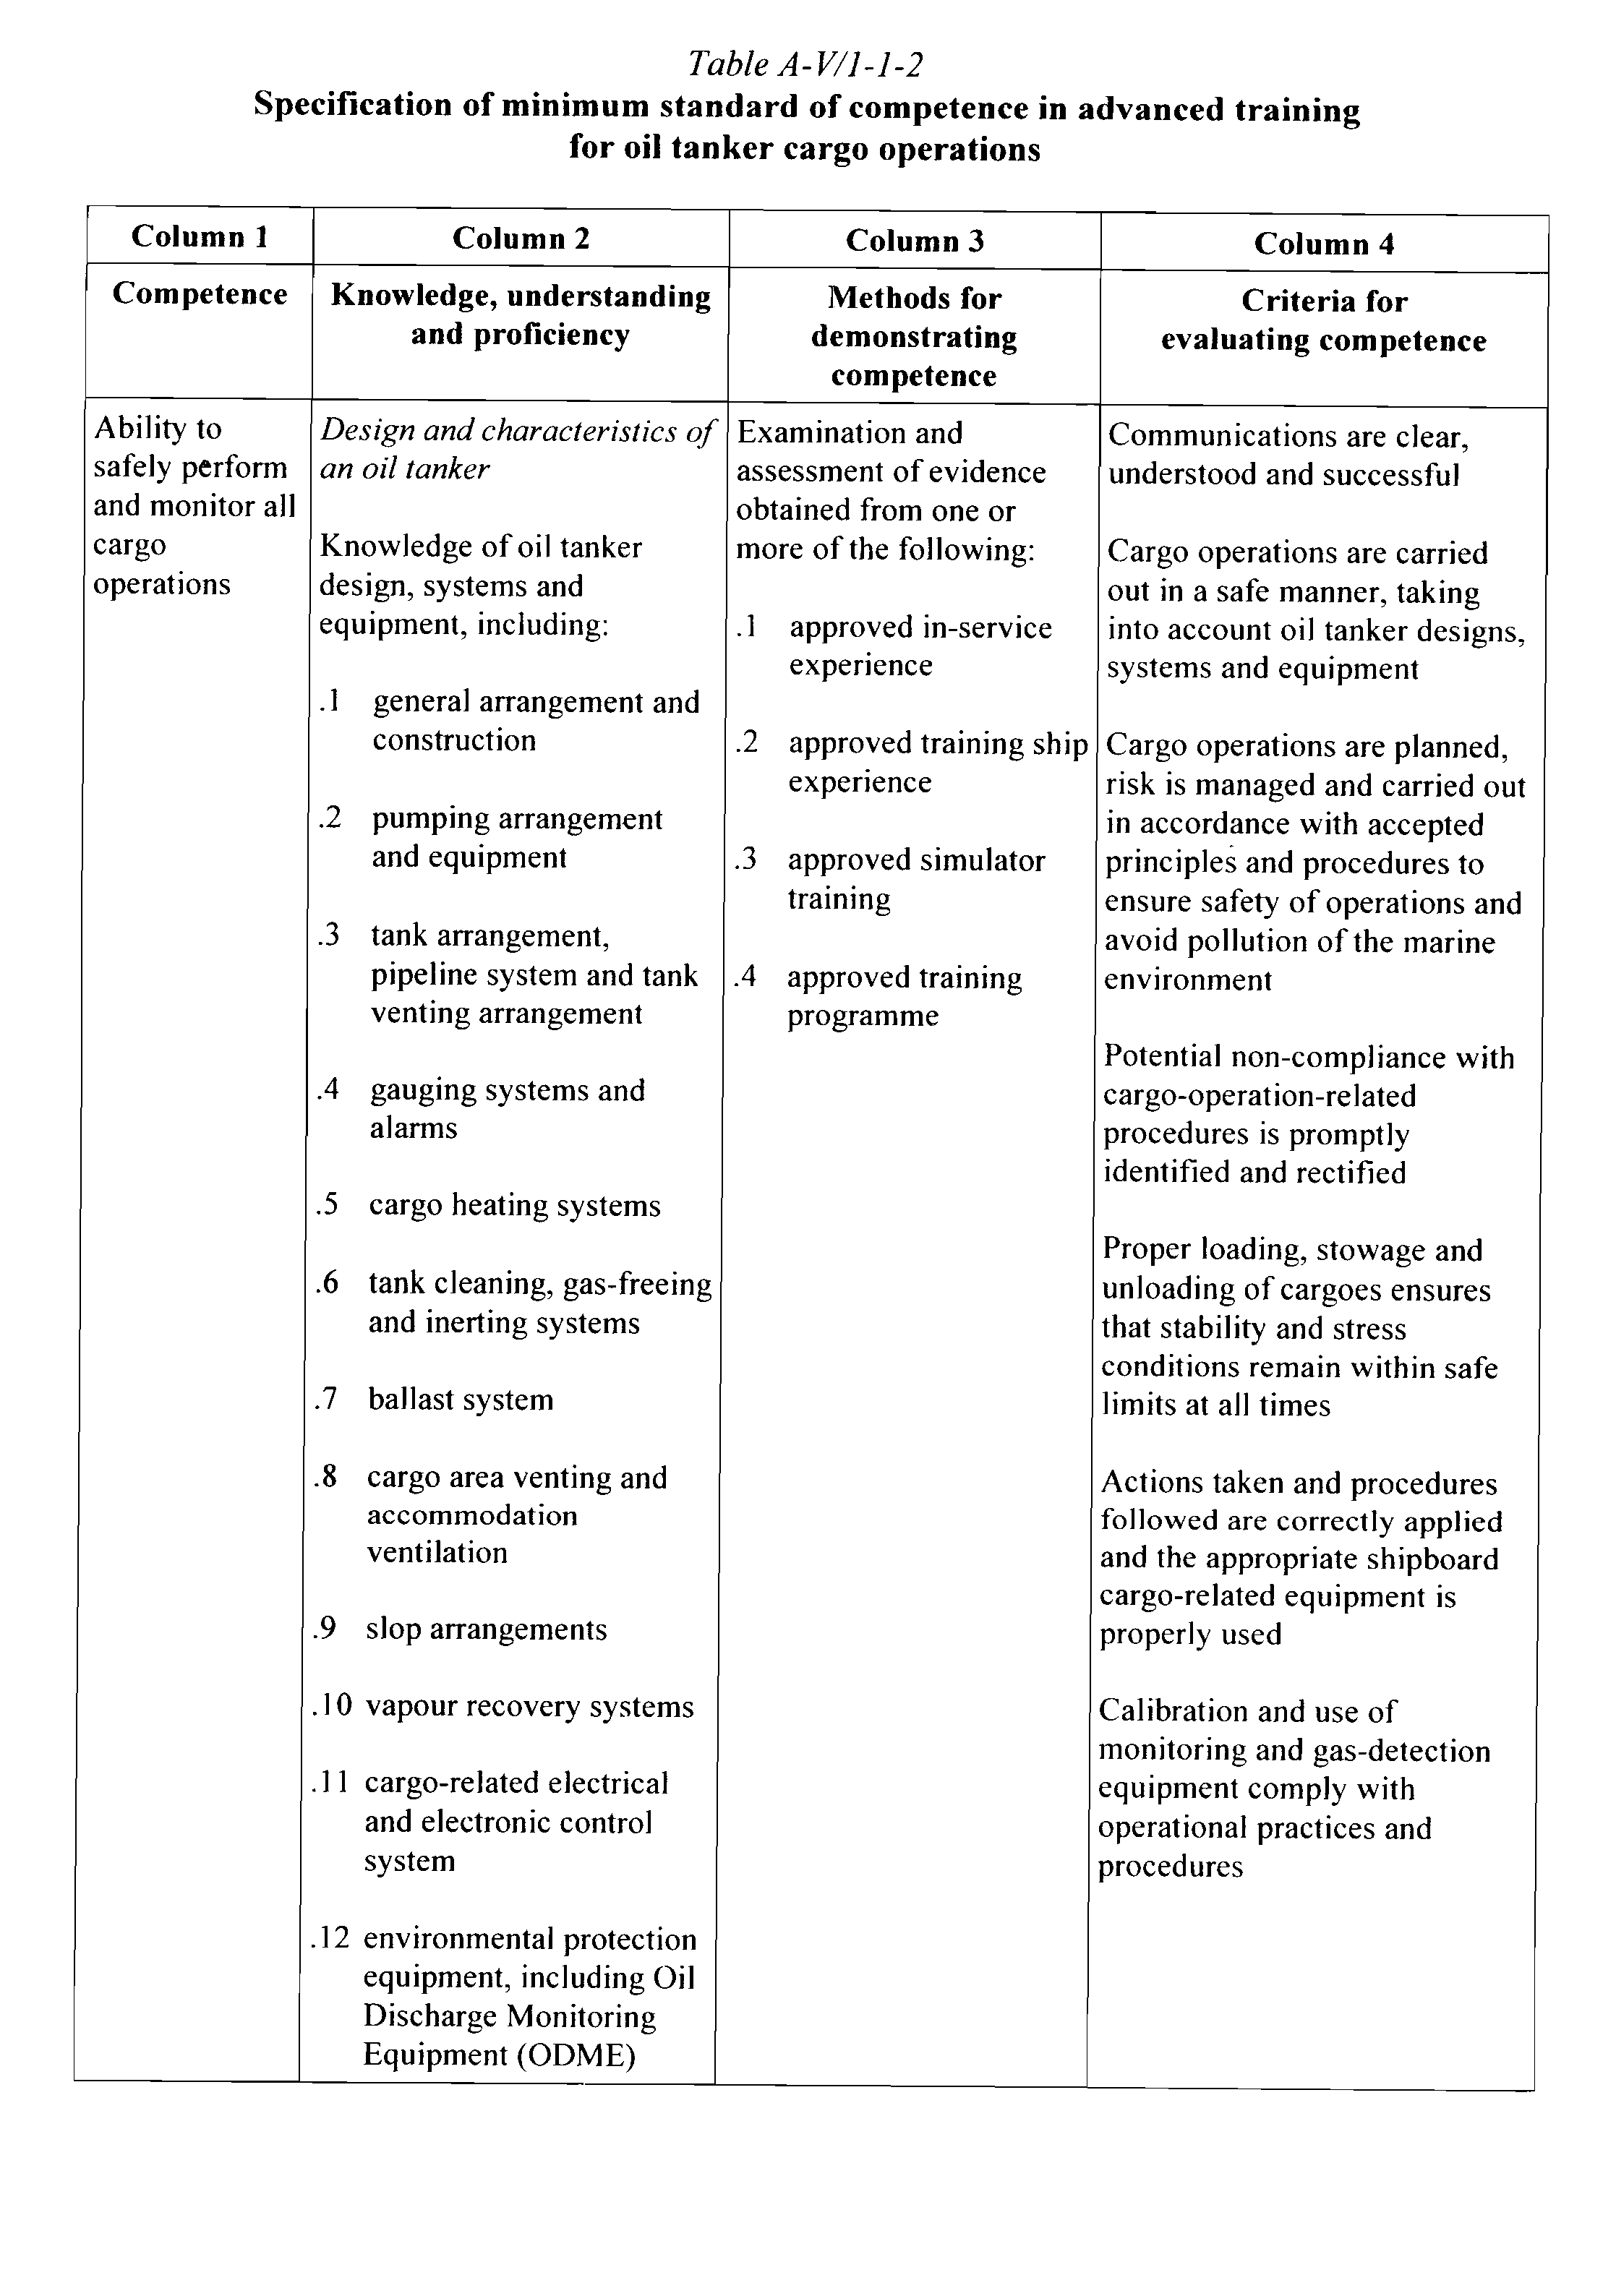 Table A-V/1-1-2
Specification of minimum standard of competence in advanced training
for oil tanker cargo operations
Column 1
Column 2
Column 3
Column 4
Competence
Knowledge, understanding
and proficiency
Methods for
demonstrating
competence
Criteria for
evaluating competence
Ability to
safely perform
and monitor all
cargo
operations
Design and characteristics of
an oil tanker
Knowledge of oil tanker
design, systems and
equipment, including:
.1 general arrangement and
construction
.2 pumping arrangement
and equipment
.3 tank arrangement,
pipeline system and tank
venting arrangement
.4 gauging systems and
alarms
.5 cargo heating systems
.6 tank cleaning, gas-freeing
and inerting systems
.7 ballast system
.8 cargo area venting and
accommodation
ventilation
.9 slop arrangements
.10 vapour recovery systems
.11 cargo-related electrical
and electronic control
system
.12 environmental protection
equipment, including Oil
Discharge Monitoring
Equipment (ODME)
Examination and
assessment of evidence
obtained from one or
more of the following:
.1 approved in-service
experience
.2 approved training ship
experience
.3 approved simulator
training
.4 approved training
programme
Communications are clear,
understood and successful
Cargo operations are carried
out in a safe manner, taking
into account oil tanker designs,
systems and equipment
Cargo operations are planned,
risk is managed and carried out
in accordance with accepted
principles and procedures to
ensure safety of operations and
avoid pollution of the marine
environment
Potential non-compliance with
cargo-operation-related
procedures is promptly
identified and rectified
Proper loading, stowage and
unloading of cargoes ensures
that stability and stress
conditions remain within safe
limits at all times
Actions taken and procedures
followed are correctly applied
and the appropriate shipboard
cargo-related equipment is
properly used
Calibration and use of
monitoring and gas-detection
equipment comply with
operational practices and
procedures